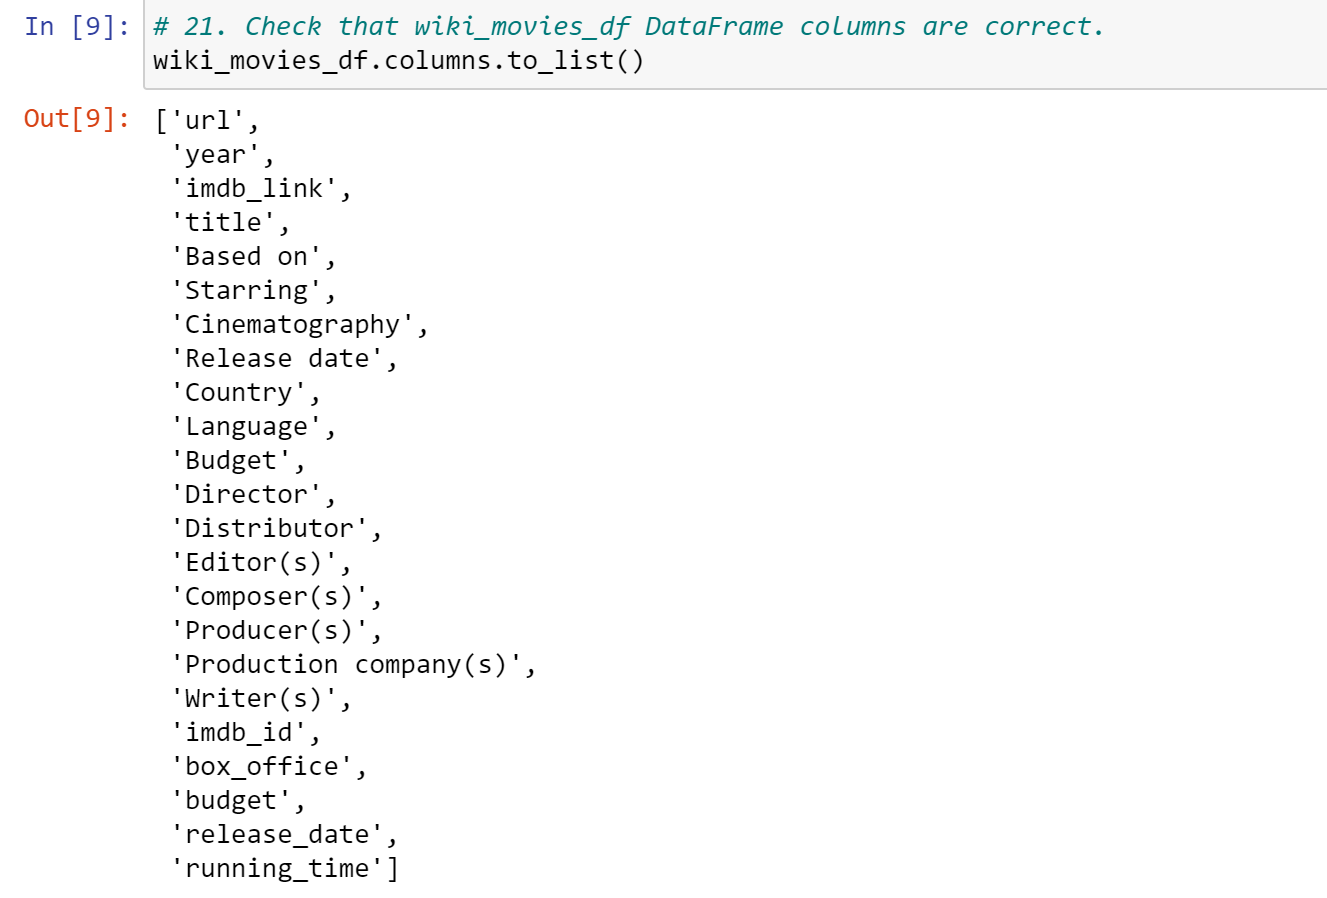 In [9]: # 21. Check that wiki_movies_df DataFrame columns are correct.
wiki_movies_df.columns.to_list()
Out[9]: ['url',
'year',
'imdb_link',
'title',
'Based on',
'Starring',
'Cinematography',
'Release date',
'Country',
'Language',
'Budget',
'Director',
'Distributor',
'Editor(s)',
'Composer(s)',
'Producer(s)',
'Production company(s)',
'Writer(s)',
'imdb_id',
'box_office',
'budget',
'release_date',
'running_time']